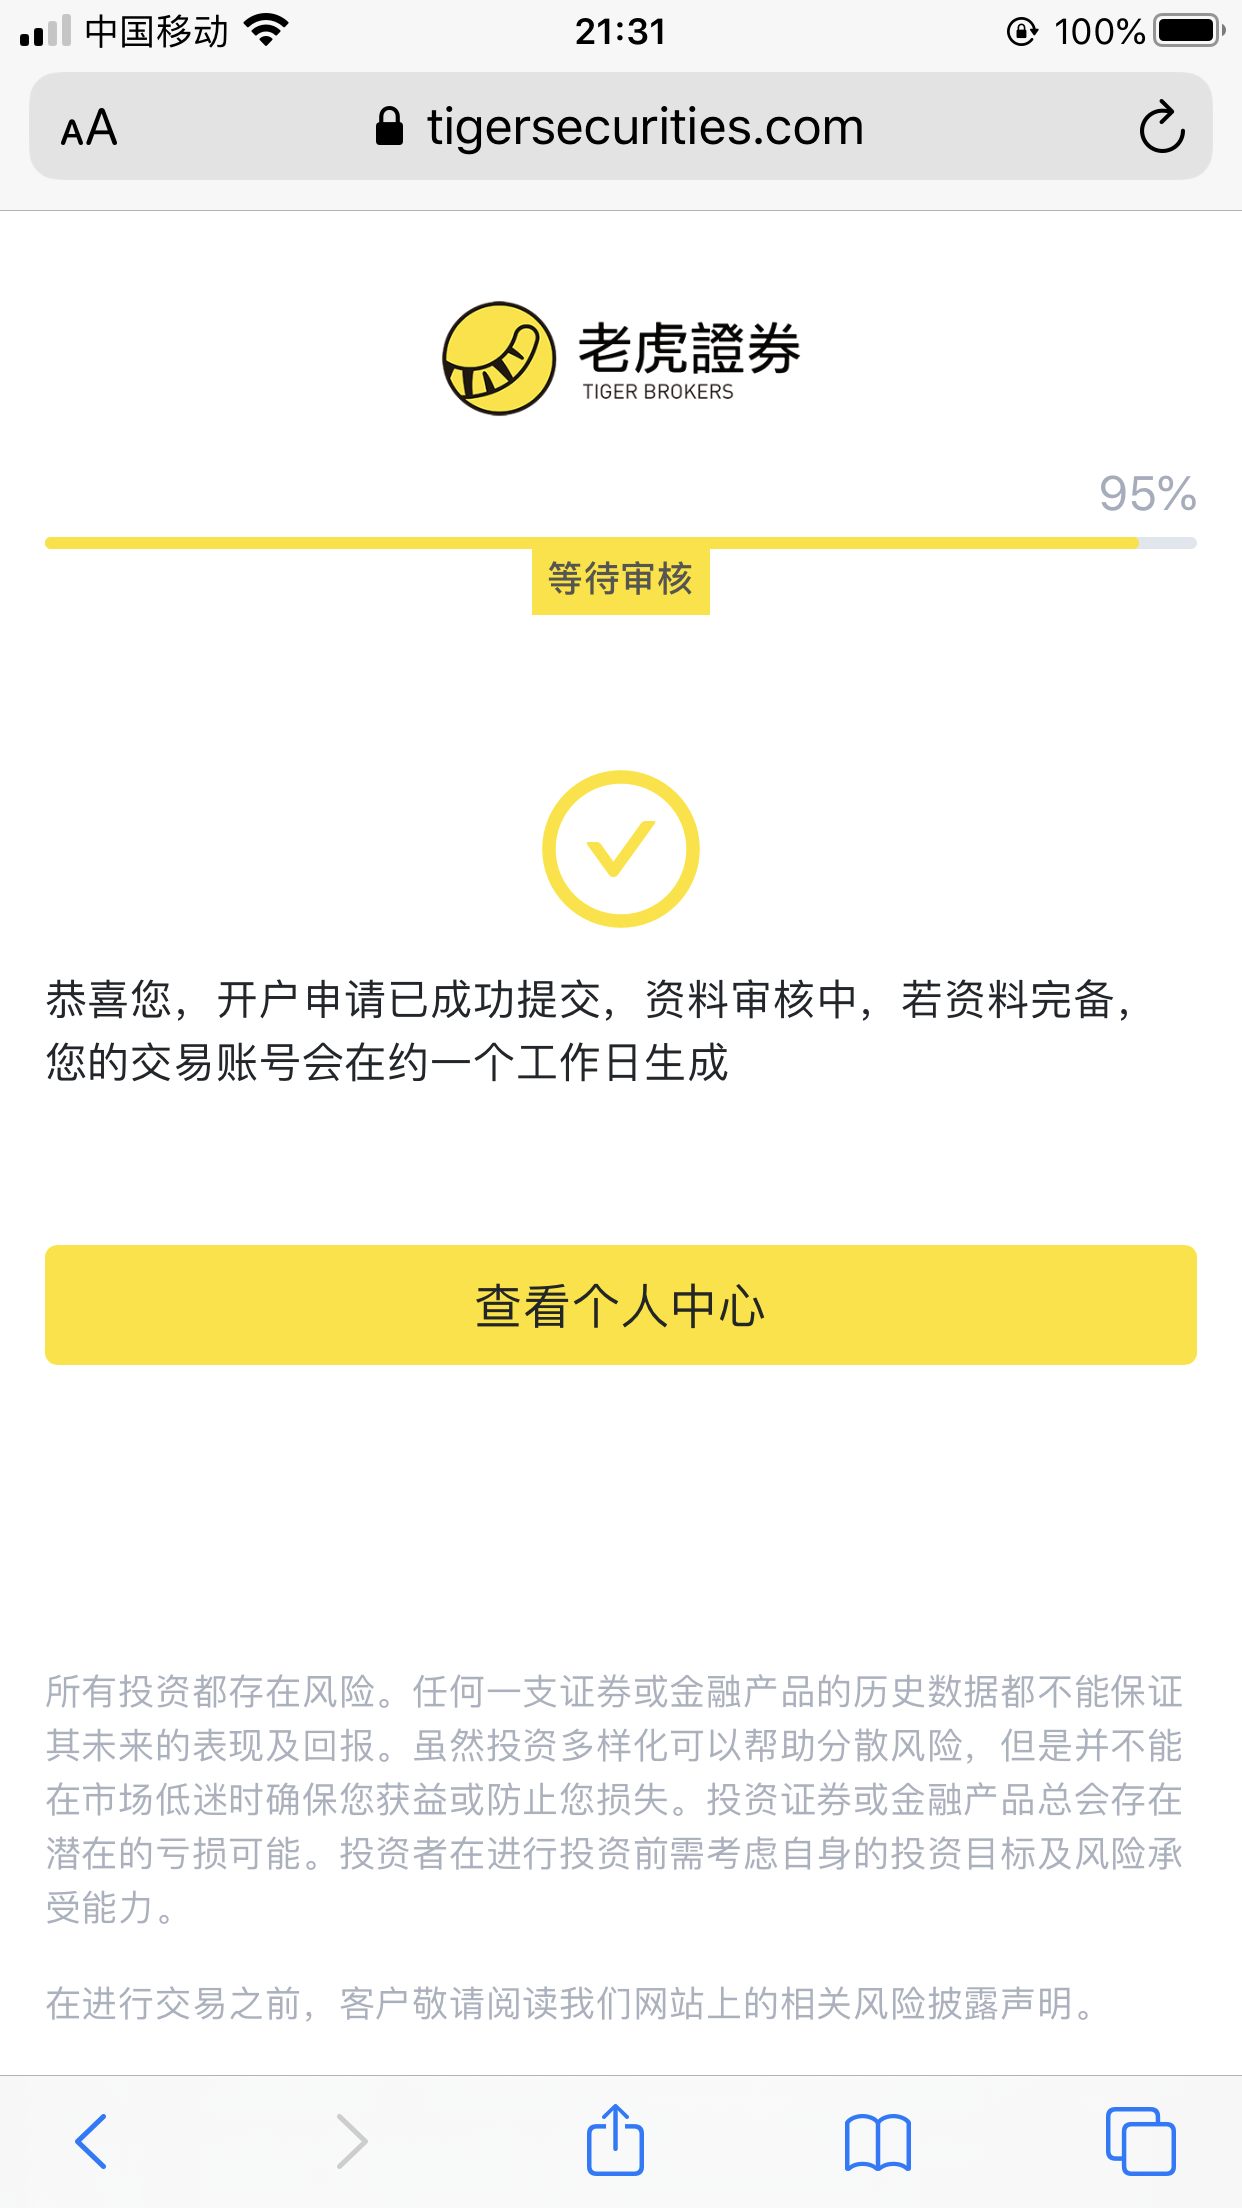 中国移动
21:31
100%
AA
tigersecurities.com
老虎證券
TIGER BROKERS
95%
等待审核
恭喜您，开户申请已成功提交，资料审核中，若资料完备，
您的交易账号会在约一个工作日生成
查看个人中心
所有投资都存在风险。任何一支证券或金融产品的历史数据都不能保证
其未来的表现及回报。虽然投资多样化可以帮助分散风险，但是并不能
在市场低迷时确保您获益或防止您损失。投资证券或金融产品总会存在
潜在的亏损可能。投资者在进行投资前需考虑自身的投资目标及风险承
受能力。
在进行交易之前，客户敬请阅读我们网站上的相关风险披露声明。